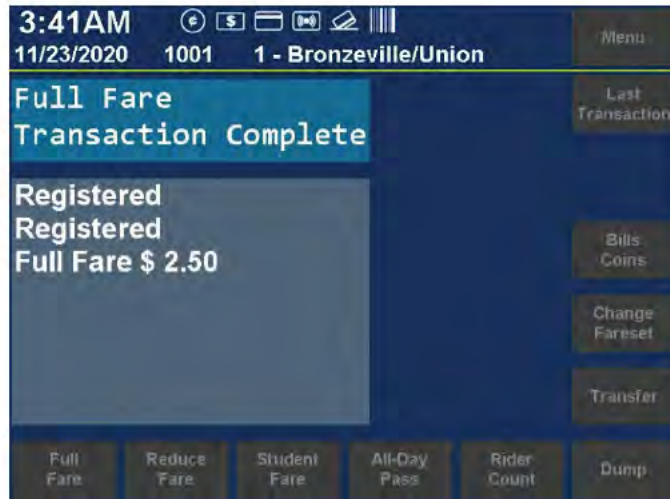 3:41AM
11/23/2020 1001 1 - Bronzeville/Union
Menu
Full Fare
Transaction Complete
Last
Transaction
Registered
Registered
Full Fare $ 2.50
Bills
Coins
Change
Fareset
Transfer
Full
Fare
Reduce
Fare
Student
Fare
All-Day
Pass
Rider
Count
Dump